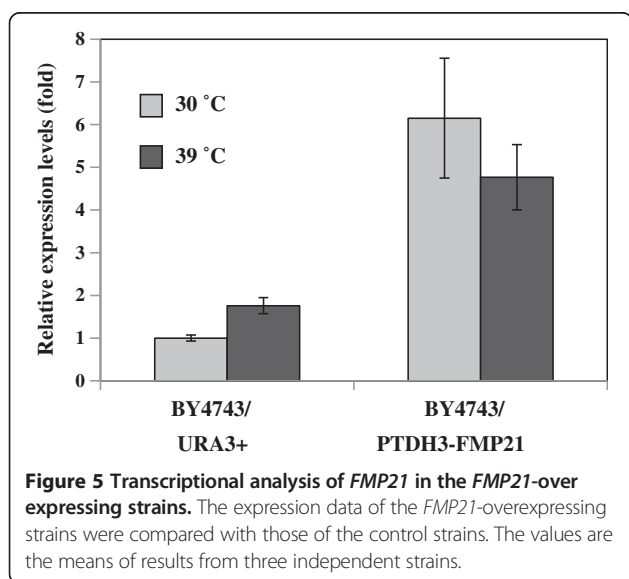 8
7
6
5
4
3
2
1
0
Relative expression levels (fold)
30 ˚C
39 ˚C
BY4743/
URA3+
BY4743/
PTDH3-FMP21
Figure 5 Transcriptional analysis of FMP21 in the FMP21-over
expressing strains. The expression data of the FMP21-overexpressing
strains were compared with those of the control strains. The values are
the means of results from three independent strains.